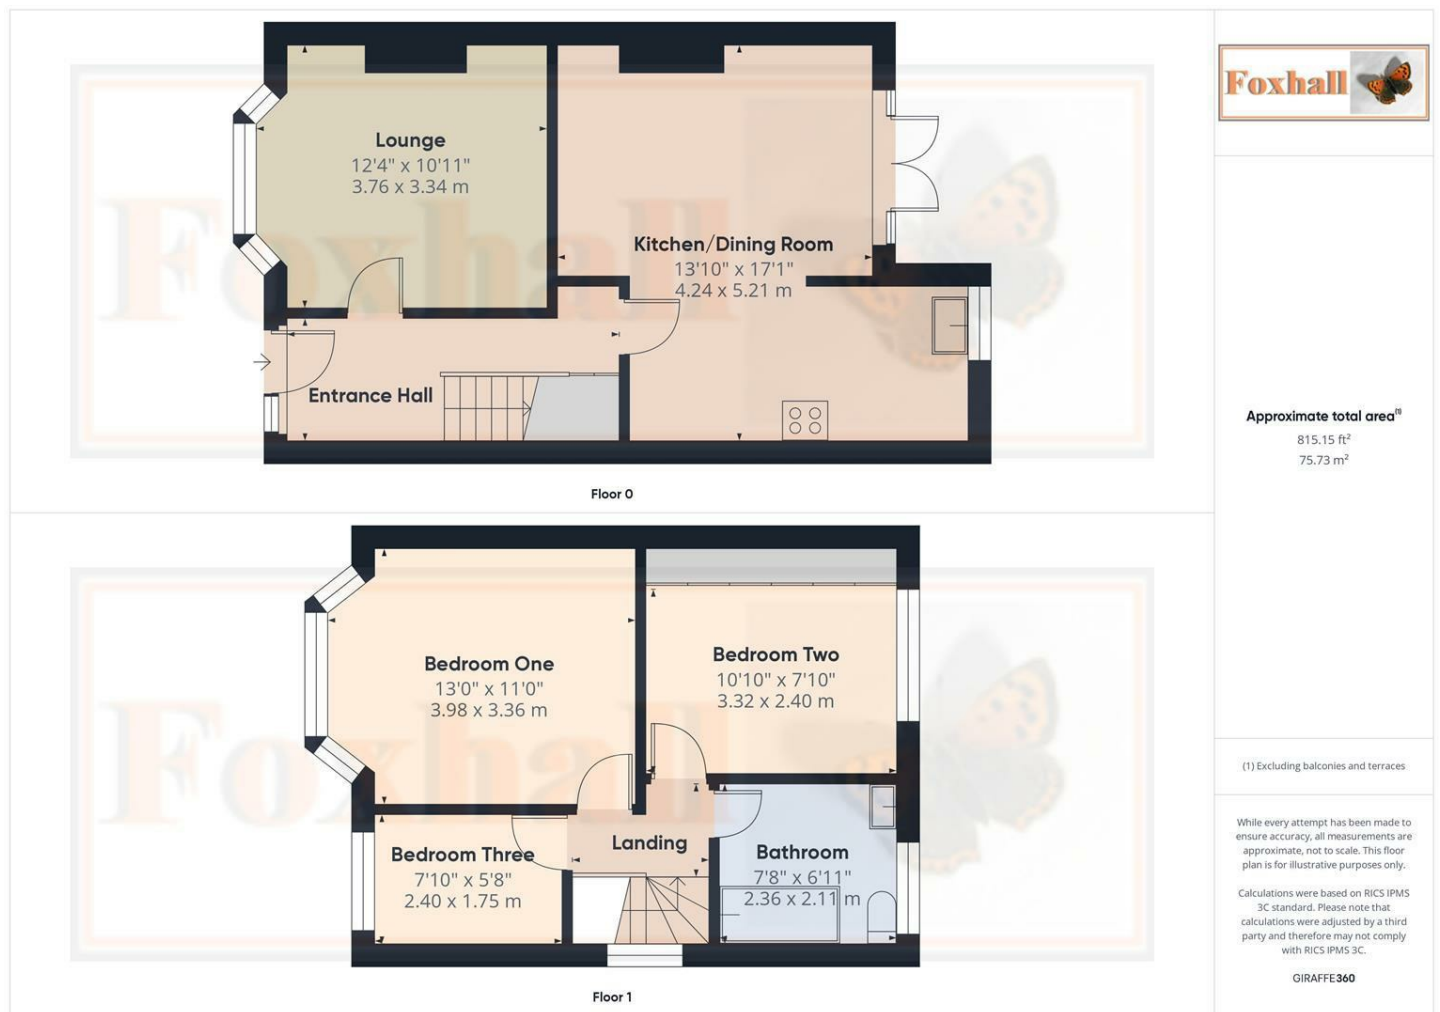 Lounge
12'4" x 10'11"
3.76 x 3.34 m
Kitchen/Dining Room
13'10" x 17'1"
4.24 x 5.21 m
Entrance Hall
Foxhall
Floor 0
Bedroom One
13'0" x 11'0"
3.98 x 3.36 m
Bedroom Two
10'10" x 7'10"
3.32 x 2.40 m
Landing
Bedroom Three
7'10" x 5'8"
2.40 x 1.75 m
Bathroom
7'8" x 6'11"
2.36 x 2.11 m
Foxhall
Floor 1
Foxhall
Approximate total area⁽¹⁾
815.15 ft²
75.73 m²
(1) Excluding balconies and terraces
While every attempt has been made to
ensure accuracy, all measurements are
approximate, not to scale. This floor
plan is for illustrative purposes only.
Calculations were based on RICS IPMS
3C standard. Please note that
calculations were adjusted by a third
party and therefore may not comply
with RICS IPMS 3C.
GIRAFFE360